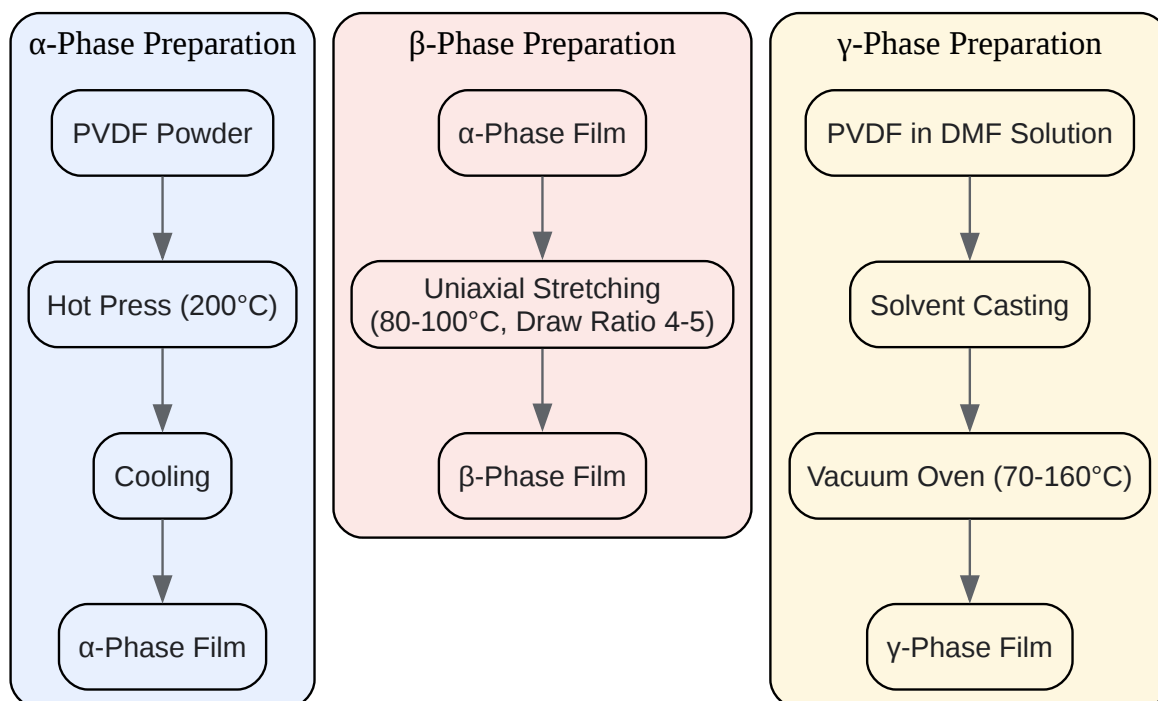 α-Phase Preparation
PVDF Powder
Hot Press (200°C)
Cooling
α-Phase Film
β-Phase Preparation
α-Phase Film
Uniaxial Stretching
(80-100°C, Draw Ratio 4-5)
β-Phase Film
γ-Phase Preparation
PVDF in DMF Solution
Solvent Casting
Vacuum Oven (70-160°C)
γ-Phase Film